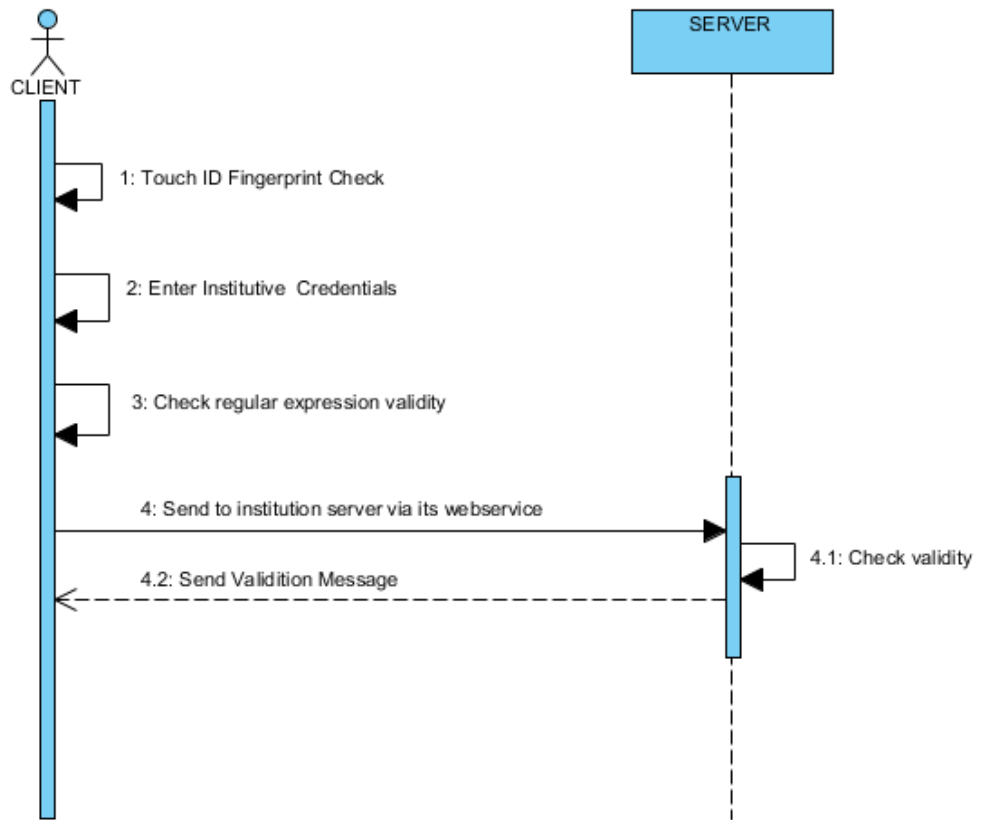 CLIENT
SERVER
1: Touch ID Fingerprint Check
2: Enter Institutive  Credentials
3: Check regular expression validity
4: Send to institution server via its webservice
4.1: Check validity
4.2: Send Validition Message